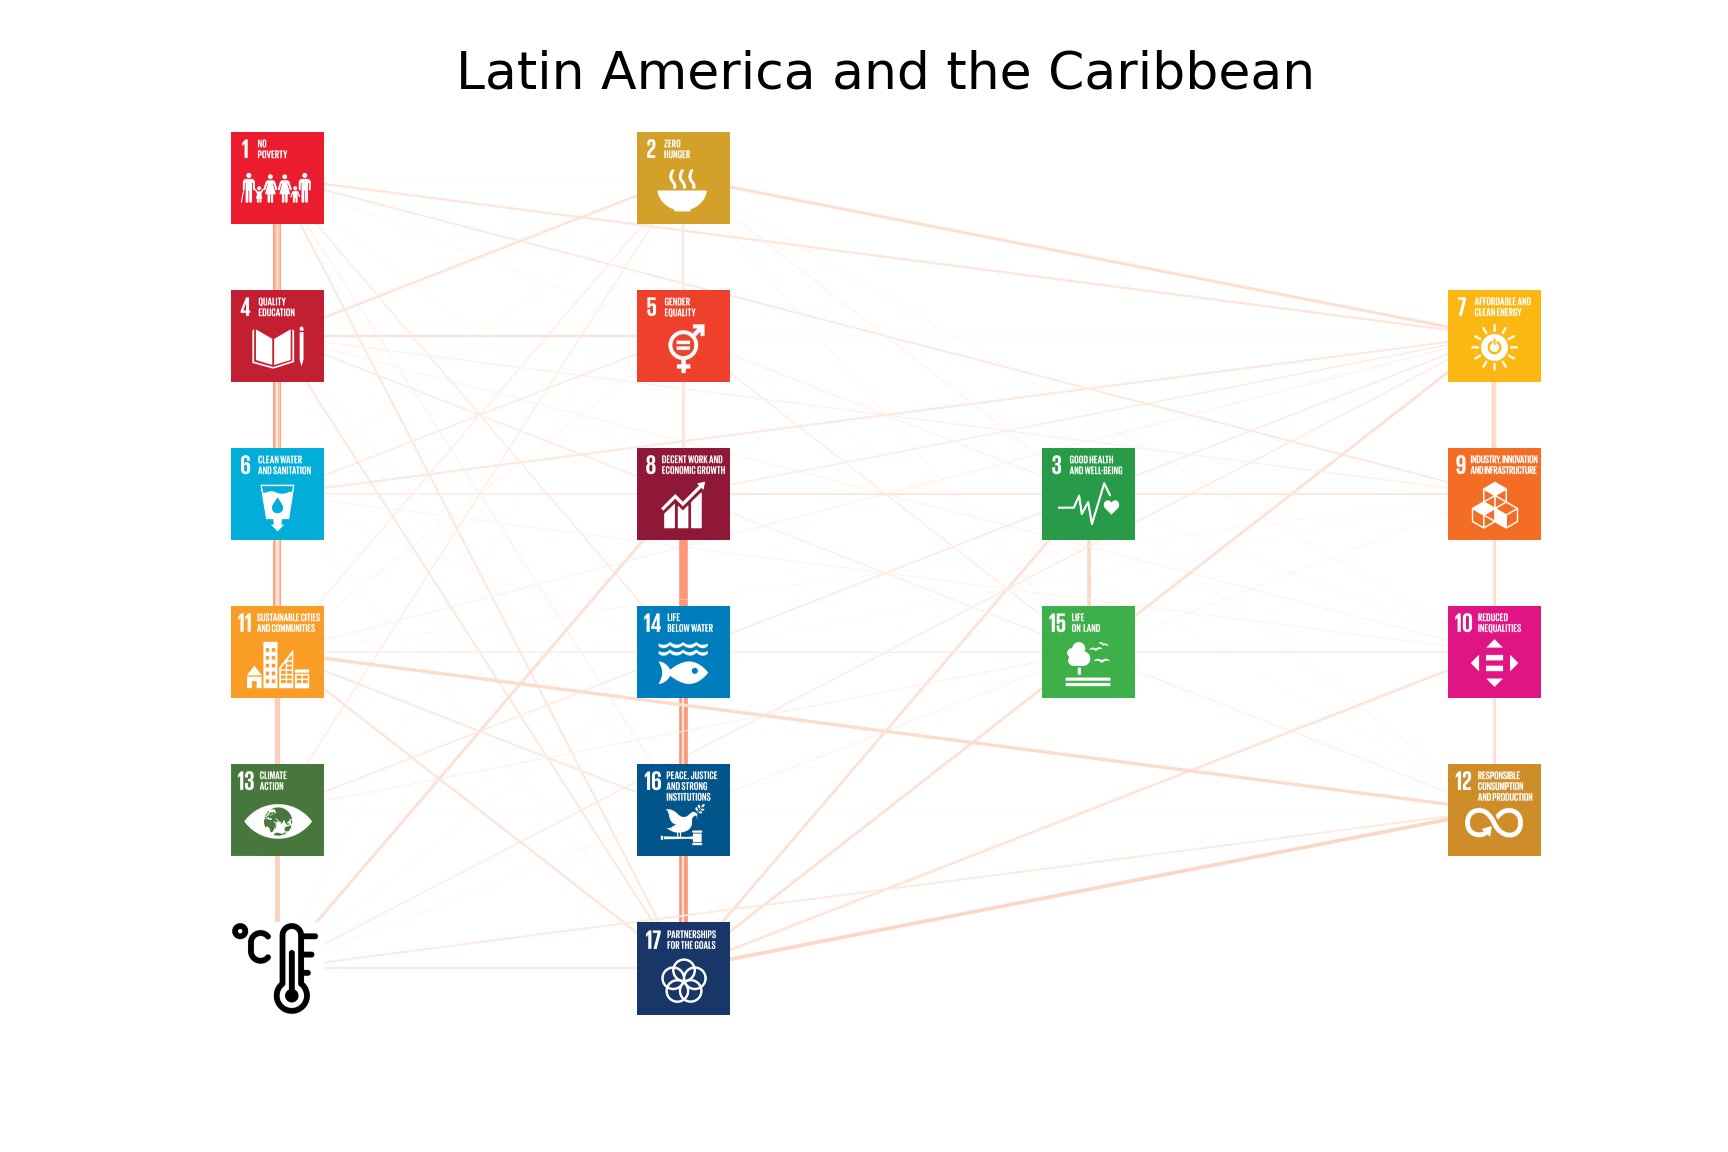 Latin America and the Caribbean
1 NO
POVERTY
2 ZERO
HUNGER
4 QUALITY
EDUCATION
5 GENDER
EQUALITY
7 AFFORDABLE AND
CLEAN ENERGY
6 CLEAN WATER
AND SANITATION
8 DECENT WORK AND
ECONOMIC GROWTH
3 GOOD HEALTH
AND WELL-BEING
9 INDUSTRY, INNOVATION
AND INFRASTRUCTURE
11 SUSTAINABLE CITIES
AND COMMUNITIES
14 LIFE
BELOW WATER
15 LIFE
ON LAND
10 REDUCED
INEQUALITIES
13 CLIMATE
ACTION
16 PEACE, JUSTICE
AND STRONG
INSTITUTIONS
12 RESPONSIBLE
CONSUMPTION
AND PRODUCTION
°C
17 PARTNERSHIPS
FOR THE GOALS